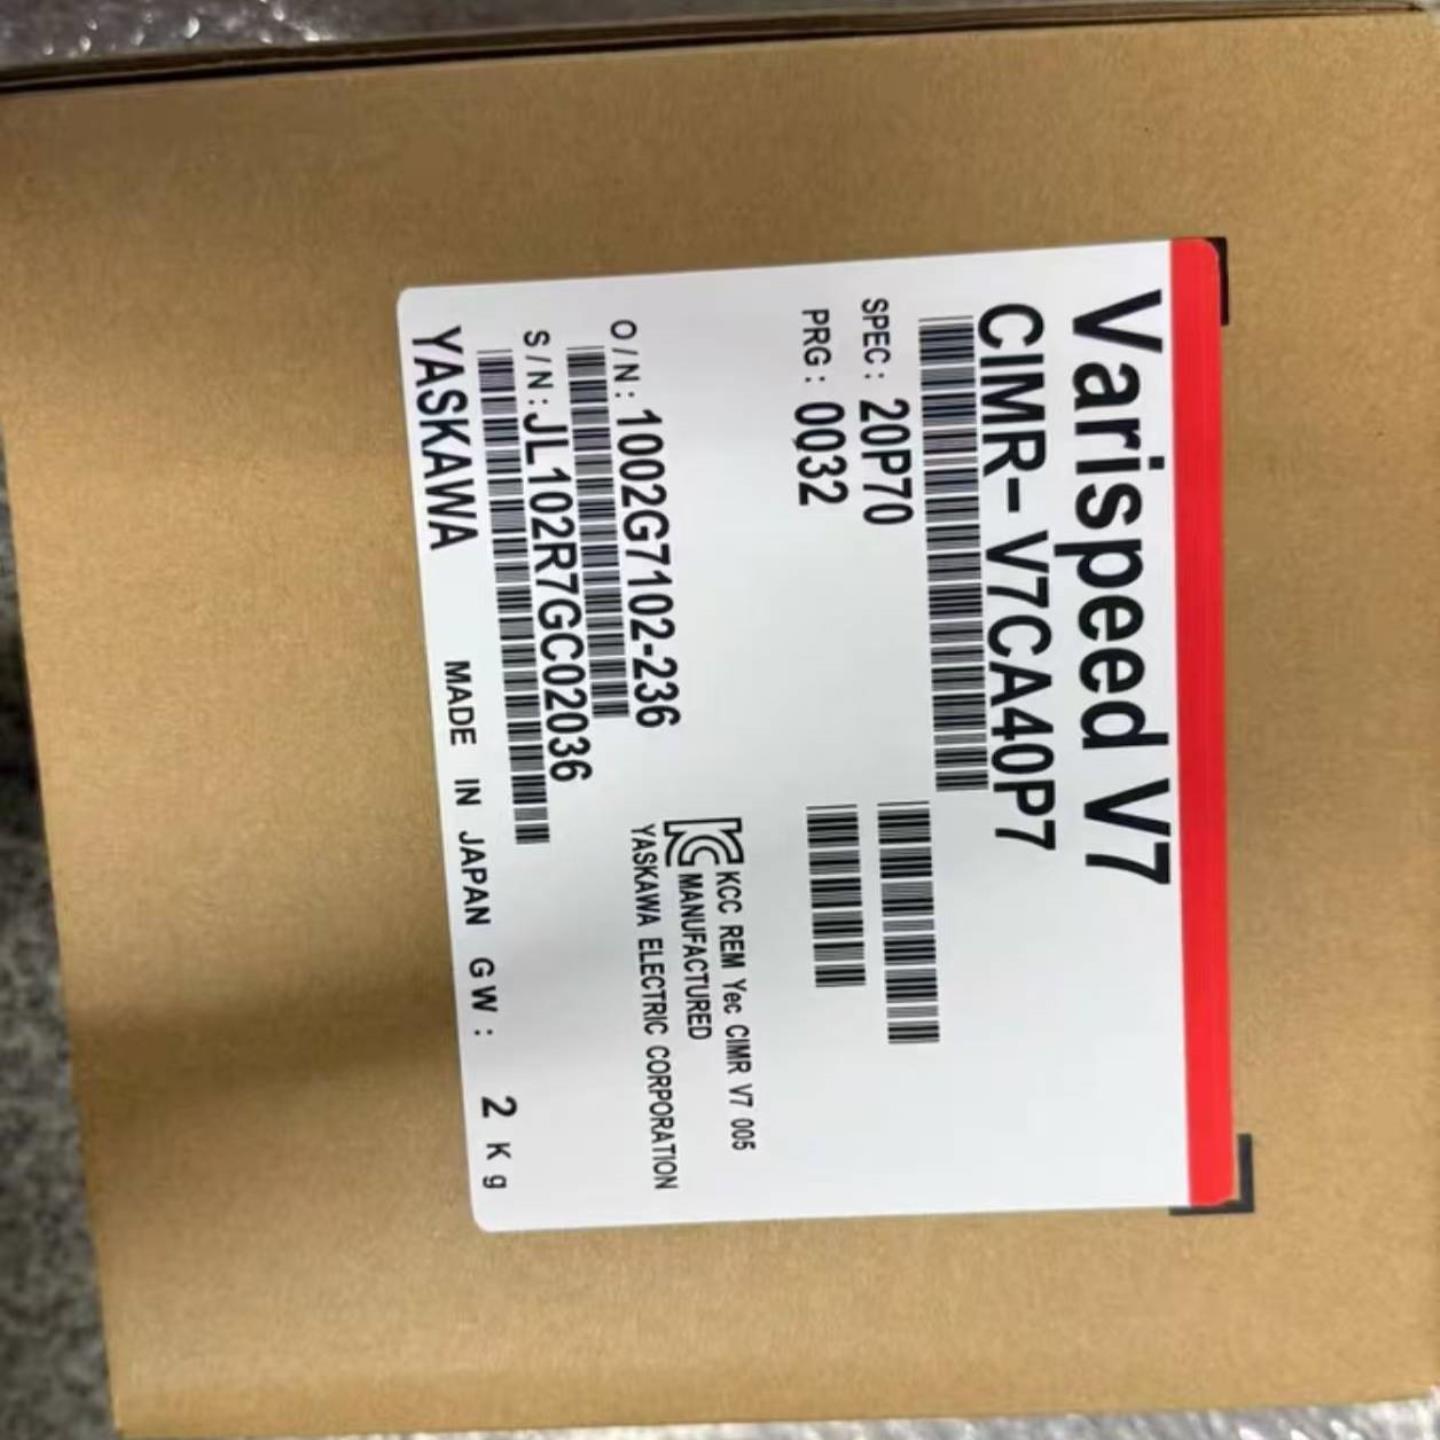 Varispeed V7
CIMR-V7CA40P7
SPEC: 20P70
PRG: 0032
KCC REM Yec CIMR V7 005
MANUFACTURED
YASKAWA ELECTRIC CORPORATION
O/N: 1002G7102-236
S/N: JL102R7GC02036
YASKAWA MADE IN JAPAN GW: 2 Kg